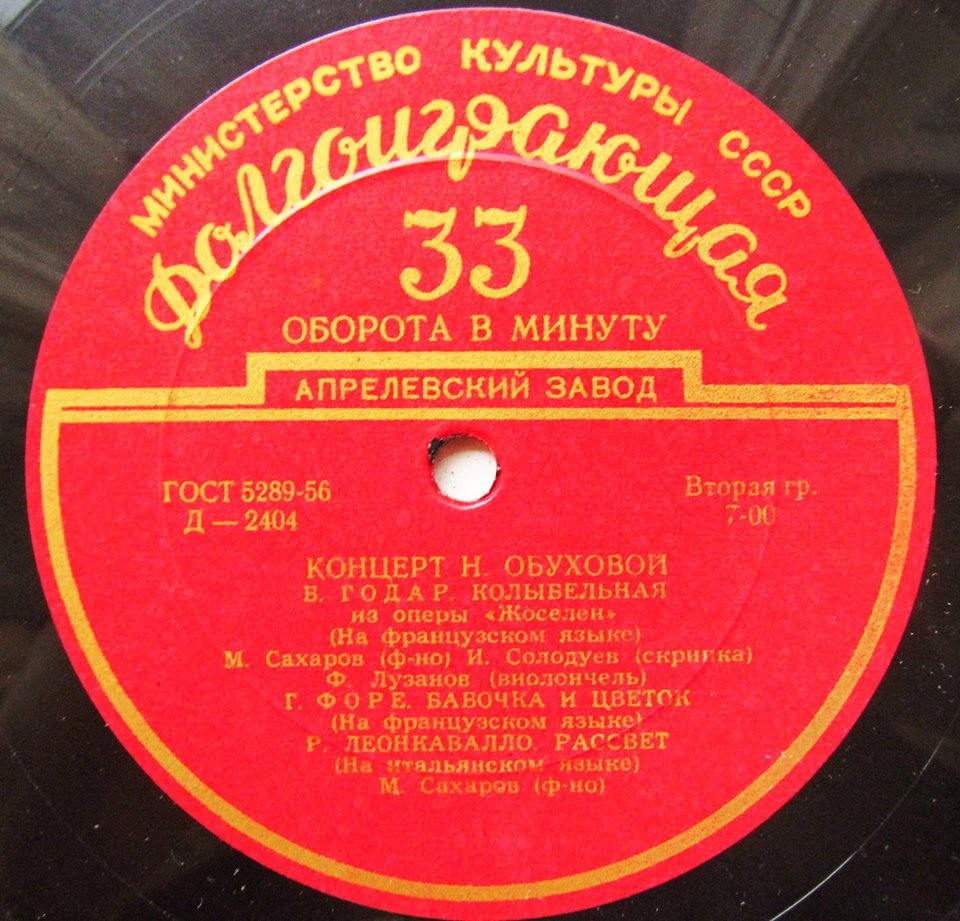 МИНИСТЕРСТВО КУЛЬТУРЫ СССР
Долгоиграющая
33
ОБОРОТА В МИНУТУ
АПРЕЛЕВСКИЙ ЗАВОД
ГОСТ 5289-56
Д — 2404
Вторая гр.
7-00
КОНЦЕРТ Н. ОБУХОВОЙ
Б. ГОДАР. КОЛЫБЕЛЬНАЯ
из оперы «Жоселен»
(На французском языке)
М. Сахаров (ф-но) И. Солодуев (скрипка)
Ф. Лузанов (виолончель)
Г. ФОРЕ. БАБОЧКА И ЦВЕТОК
(На французском языке)
Р. ЛЕОНКАВАЛЛО. РАССВЕТ
(На итальянском языке)
М. Сахаров (ф-но)